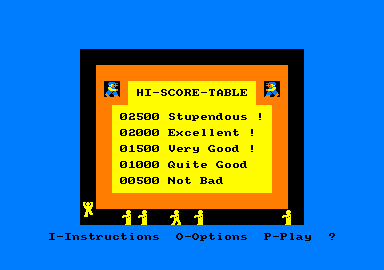 HI-SCORE-TABLE
02500 Stupendous !
02000 Excellent !
01500 Very Good !
01000 Quite Good
00500 Not Bad
I-Instructions O-Options P-Play ?